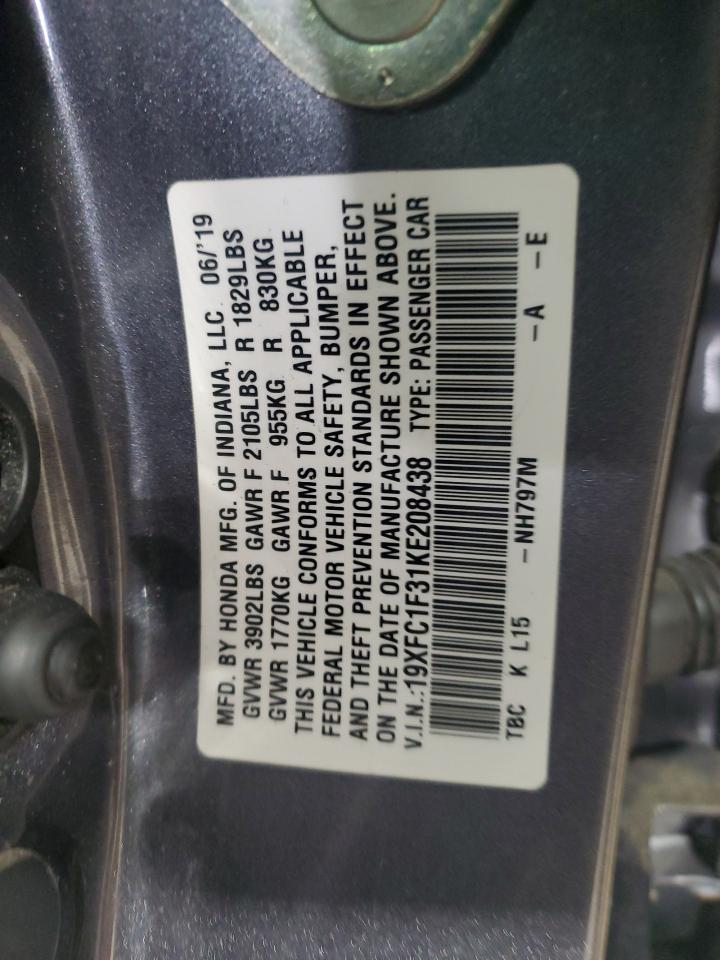 MFD. BY HONDA MFG. OF INDIANA, LLC 06/'19
GVWR 3902LBS GAWR F 2105LBS R 1829LBS
GVWR 1770KG GAWR F 955KG R 830KG
THIS VEHICLE CONFORMS TO ALL APPLICABLE
FEDERAL MOTOR VEHICLE SAFETY, BUMPER,
AND THEFT PREVENTION STANDARDS IN EFFECT
ON THE DATE OF MANUFACTURE SHOWN ABOVE.
V.I.N.:19XFC1F31KE208438 TYPE: PASSENGER CAR
TBC K L15 -NH797M -A -E